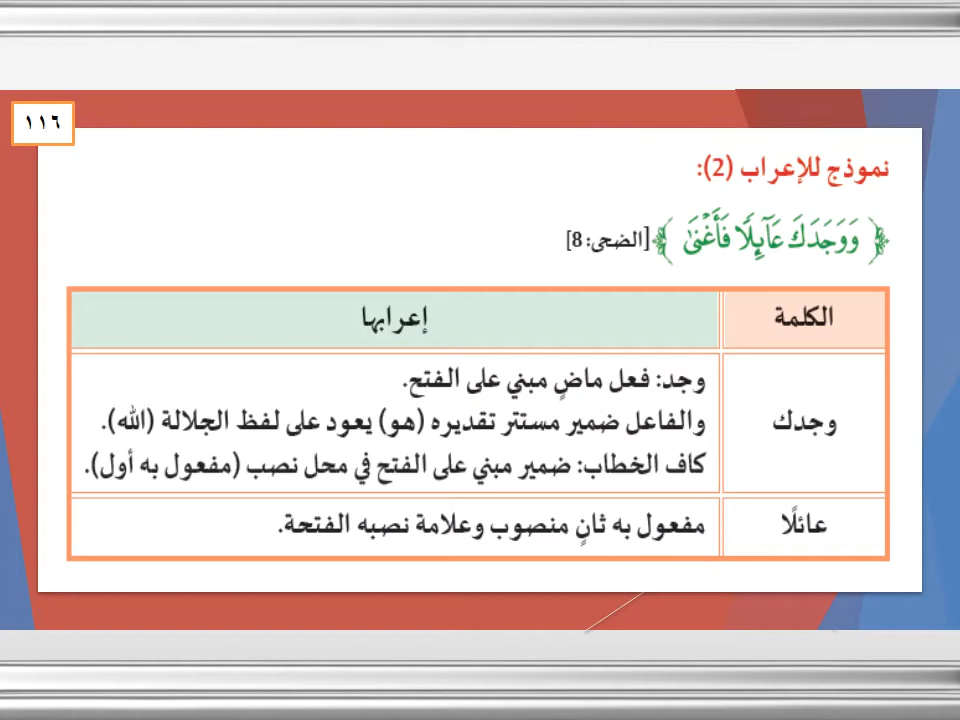 ١١٦
نموذج للإعراب (2):
﴿ وَوَجَدَكَ عَآئِلًا فَأَغْنَىٰ ﴾ [الضحى: 8]
الكلمة إعرابها
وجد: فعل ماضٍ مبني على الفتح.
وجدك والفاعل ضمير مستتر تقديره (هو) يعود على لفظ الجلالة (الله).
كاف الخطاب: ضمير مبني على الفتح في محل نصب (مفعول به أول).
عائلًا مفعول به ثانٍ منصوب وعلامة نصبه الفتحة.